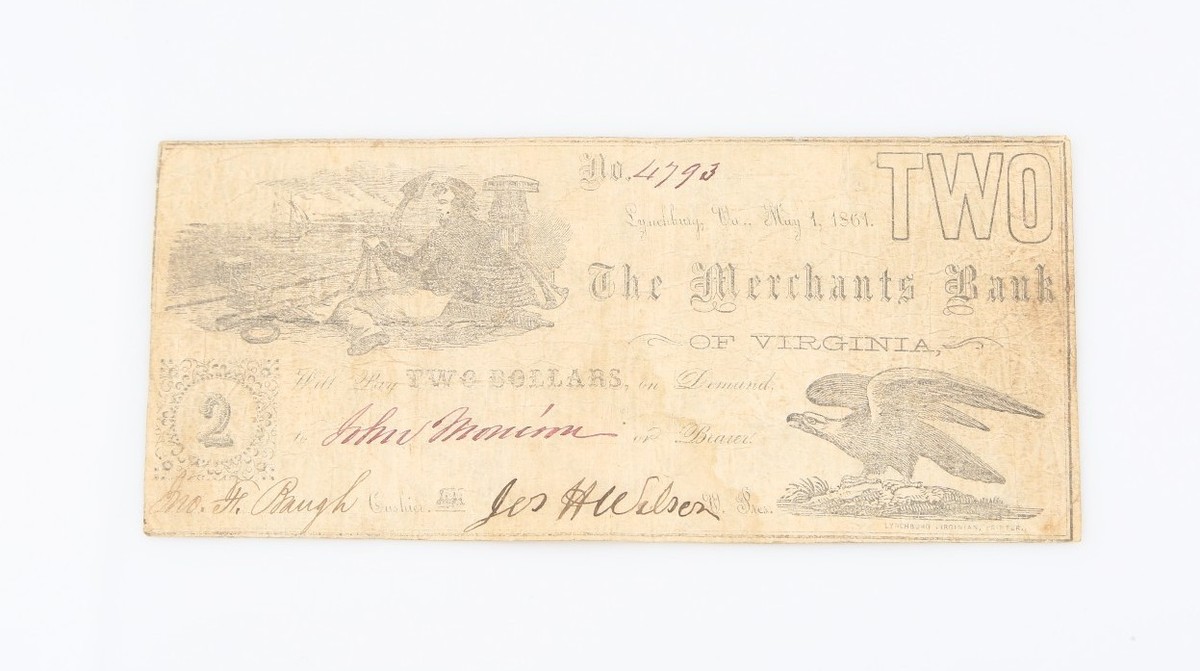 No. 4793
TWO
Lynchburg, Va., May 1, 1861.
The Merchants Bank
OF VIRGINIA,
2
Will Pay TWO DOLLARS, on Demand,
to John Morison or Bearer.
Jno. H. Baugh Cashier. Jos H Wilson V. Pres.
LYNCHBURG VIRGINIAN, PRINTER.